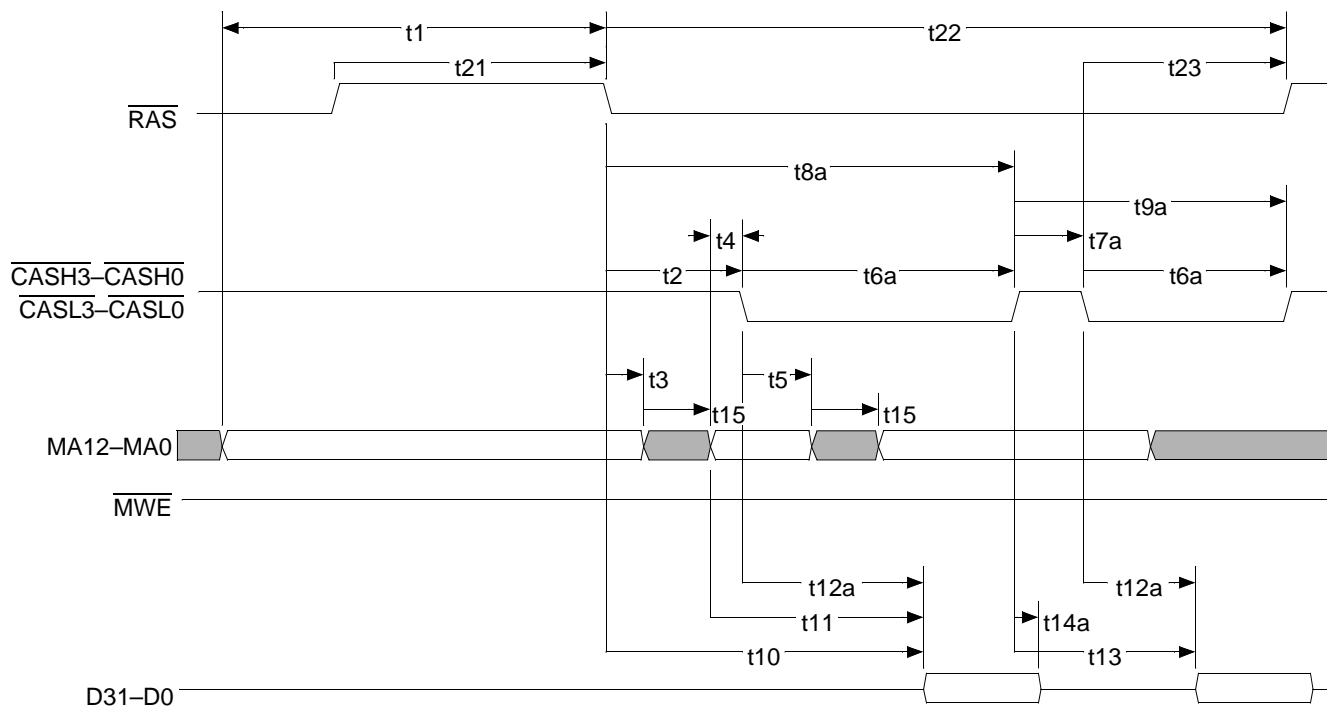 t1
t22
t21
t23
RAS
t8a
t9a
t4
t7a
CASH3–CASH0
t2
t6a
t6a
CASL3–CASL0
t3
t5
t15
t15
MA12–MA0
MWE
t12a
t12a
t11
t14a
t10
t13
D31–D0